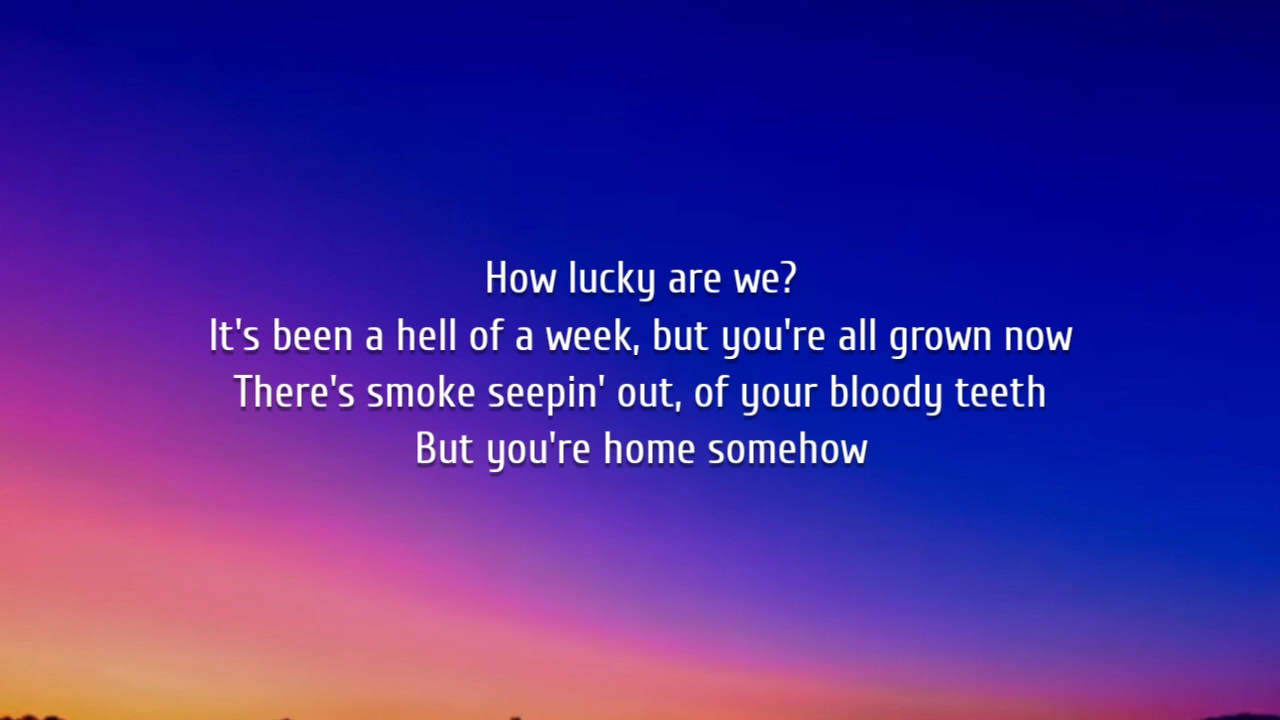 How lucky are we?
It's been a hell of a week, but you're all grown now
There's smoke seepin' out, of your bloody teeth
But you're home somehow